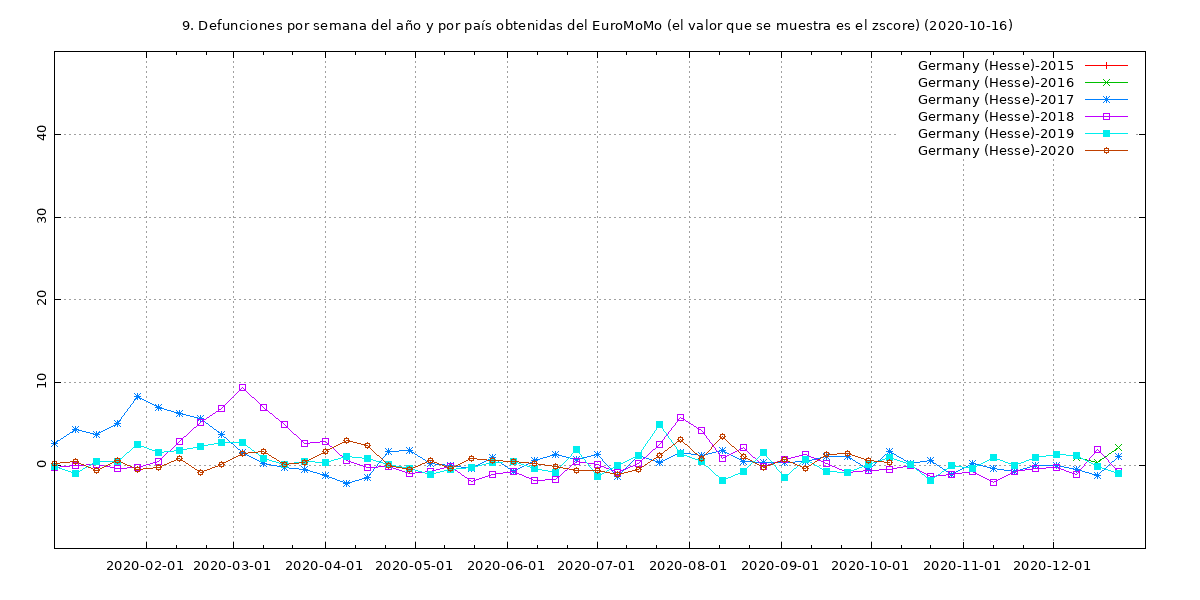 9. Defunciones por semana del año y por país obtenidas del EuroMoMo (el valor que se muestra es el zscore) (2020-10-16)
Germany (Hesse)-2015
Germany (Hesse)-2016
Germany (Hesse)-2017
Germany (Hesse)-2018
Germany (Hesse)-2019
Germany (Hesse)-2020
40
30
20
10
0
2020-02-01 2020-03-01 2020-04-01 2020-05-01 2020-06-01 2020-07-01 2020-08-01 2020-09-01 2020-10-01 2020-11-01 2020-12-01